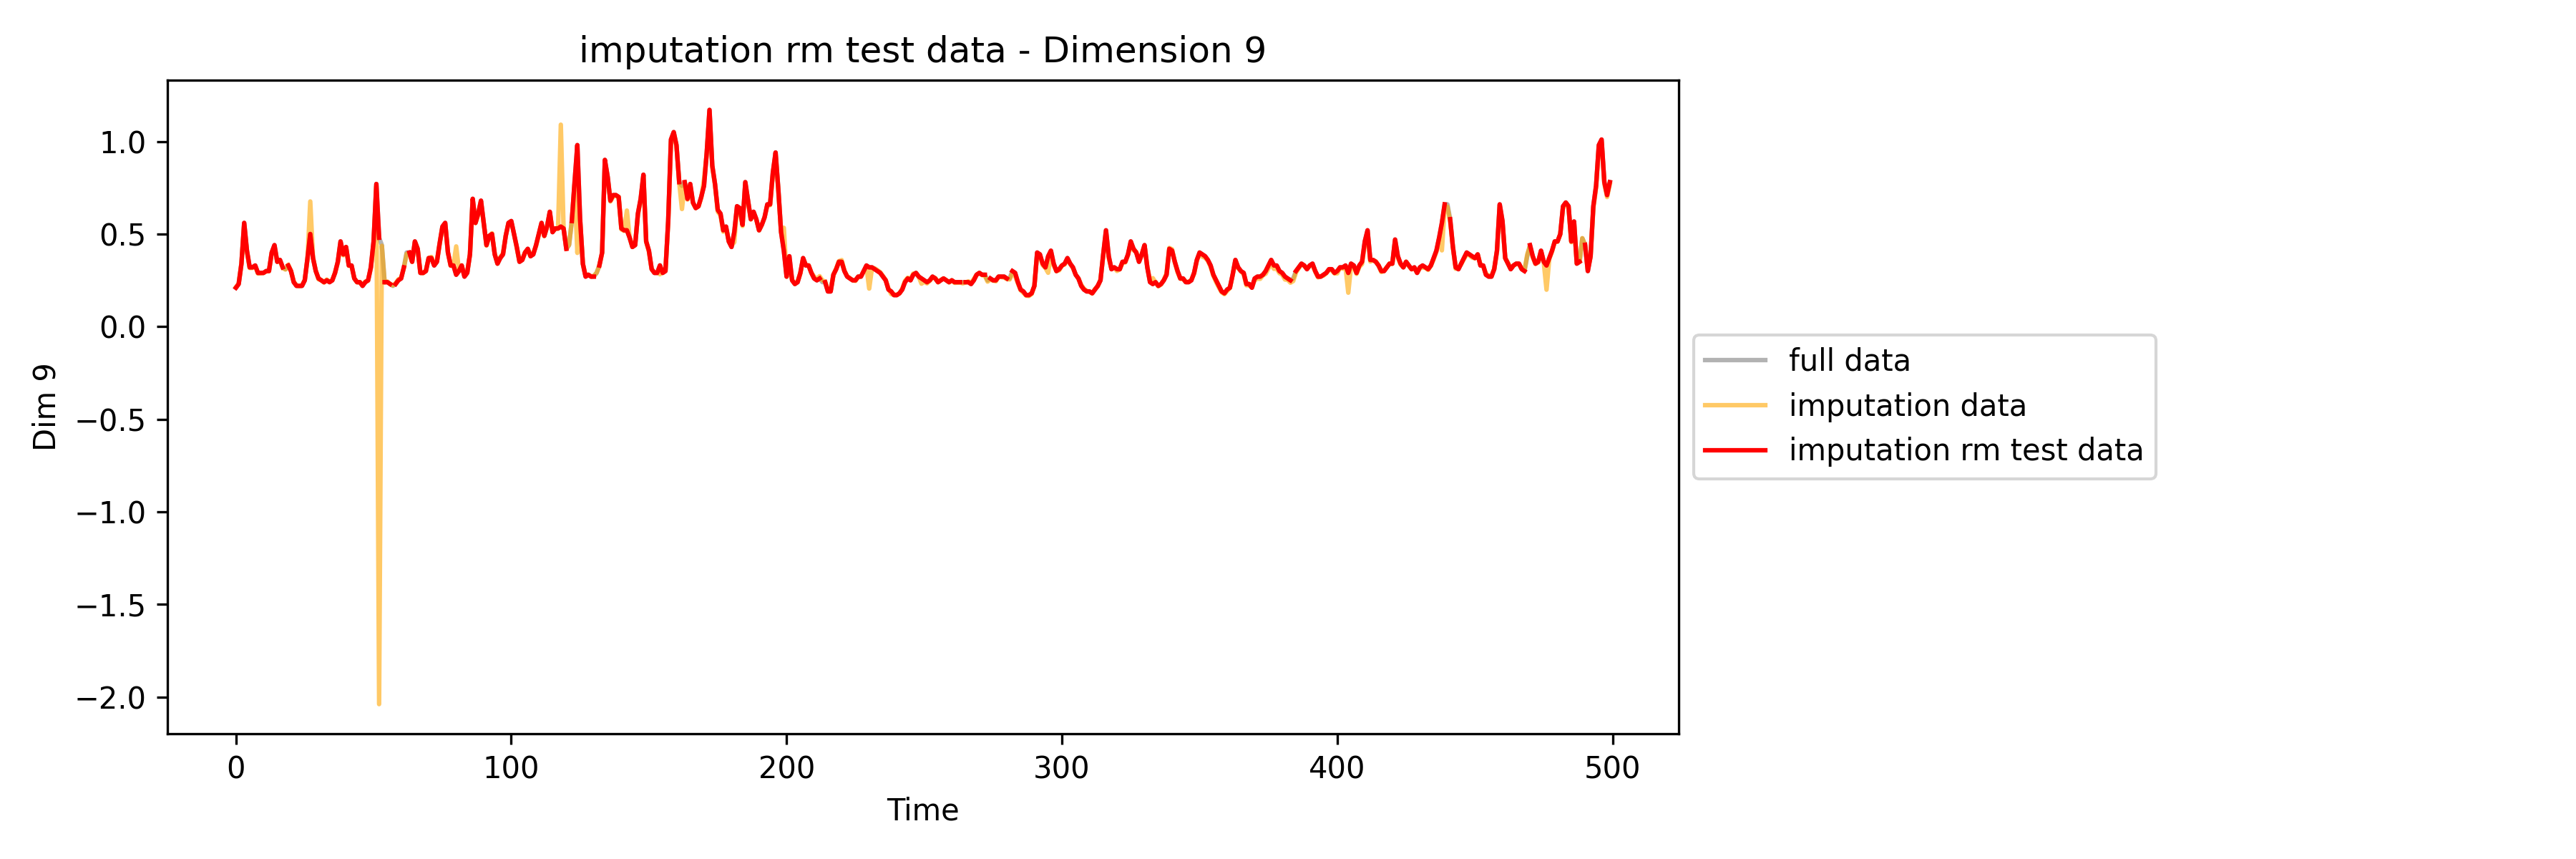 imputation rm test data - Dimension 9
1.0
0.5
0.0
−0.5
−1.0
−1.5
−2.0
Dim 9
0 100 200 300 400 500
Time
full data
imputation data
imputation rm test data